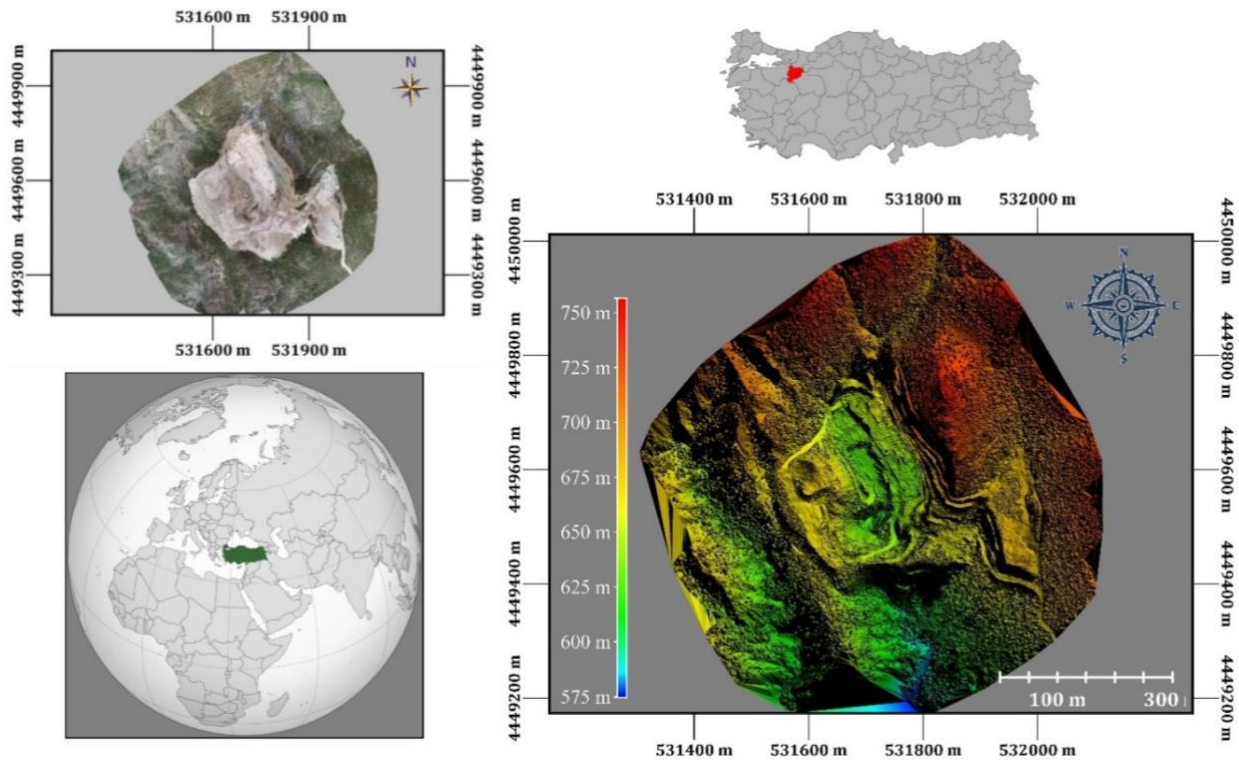 531600 m 531900 m
4449900 m
4449600 m
4449300 m
N
4449900 m
4449600 m
4449300 m
531600 m 531900 m
531400 m 531600 m 531800 m 532000 m
4450000 m
4449800 m
4449600 m
4449400 m
4449200 m
750 m
725 m
700 m
675 m
650 m
625 m
600 m
575 m
N
W E
S
100 m 300
4450000 m
4449800 m
4449600 m
4449400 m
4449200 m
531400 m 531600 m 531800 m 532000 m